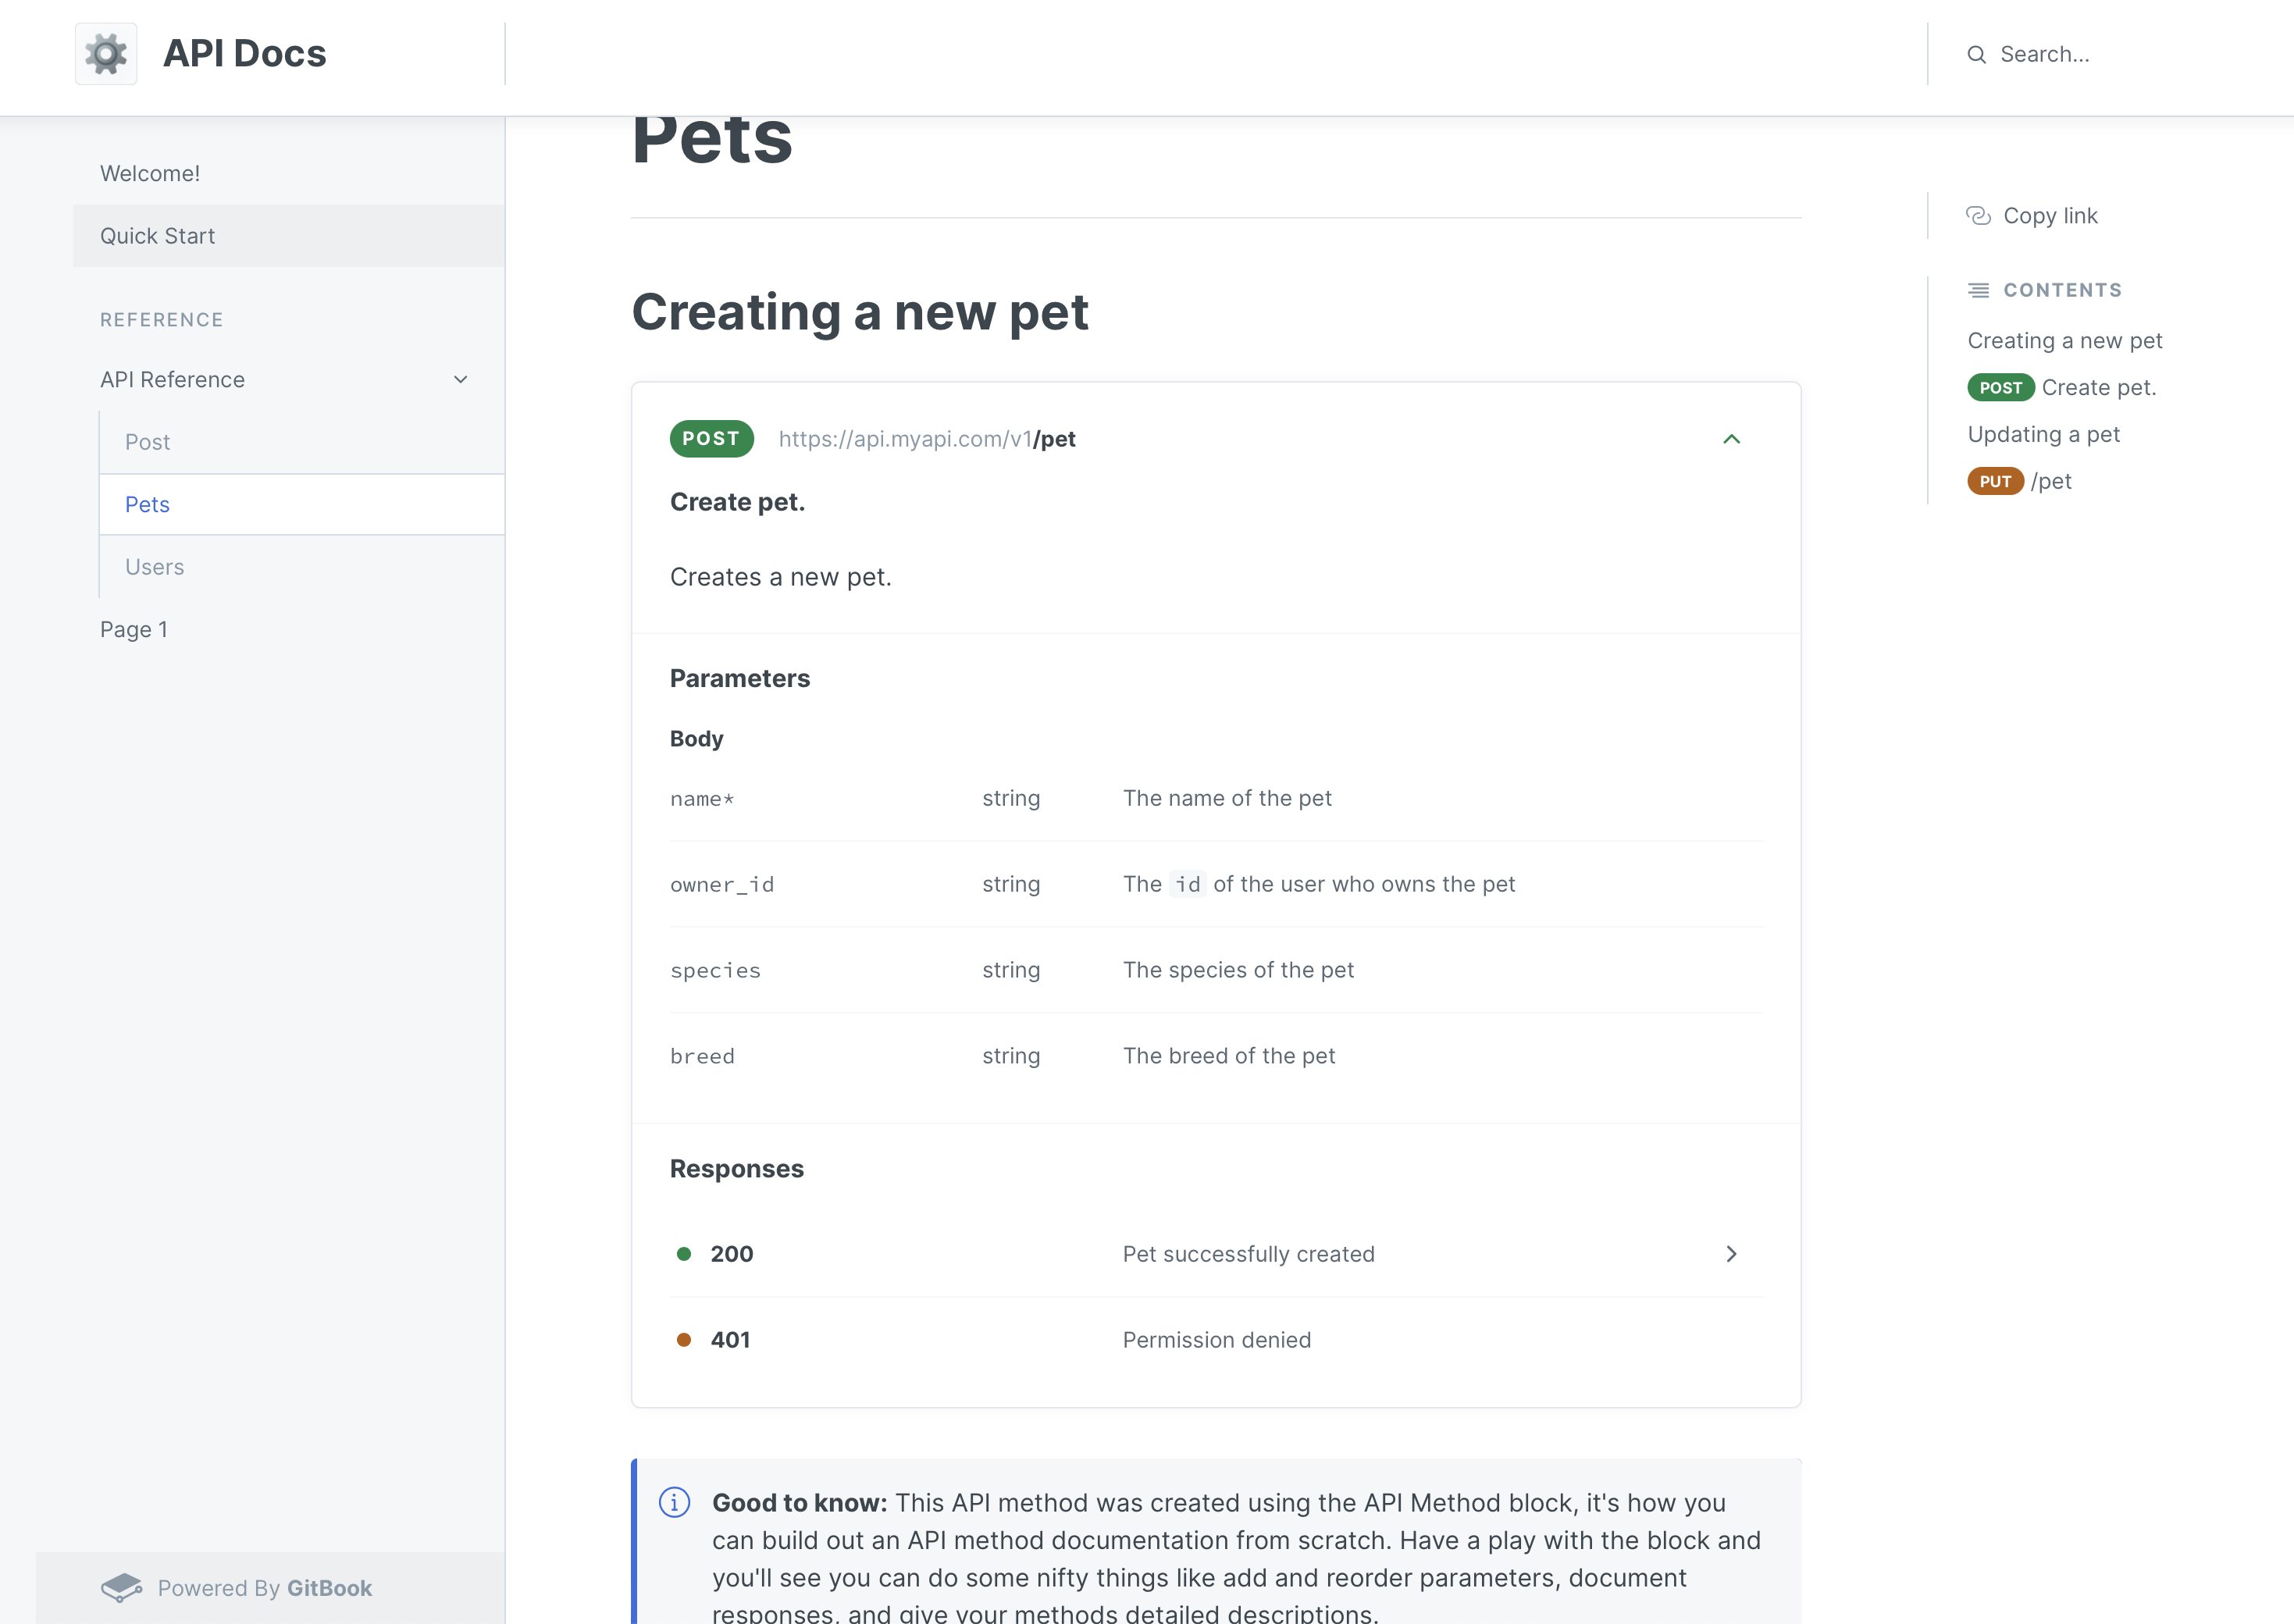 API Docs
Search...
Welcome!
Quick Start
REFERENCE
API Reference
Post
Pets
Users
Page 1
Powered By GitBook
Pets
Creating a new pet
POST https://api.myapi.com/v1/pet
Create pet.
Creates a new pet.
Parameters
Body
name* string The name of the pet
owner_id string The id of the user who owns the pet
species string The species of the pet
breed string The breed of the pet
Responses
200 Pet successfully created
401 Permission denied
Good to know: This API method was created using the API Method block, it's how you
can build out an API method documentation from scratch. Have a play with the block and
you'll see you can do some nifty things like add and reorder parameters, document
responses, and give your methods detailed descriptions.
Copy link
CONTENTS
Creating a new pet
POST Create pet.
Updating a pet
PUT /pet